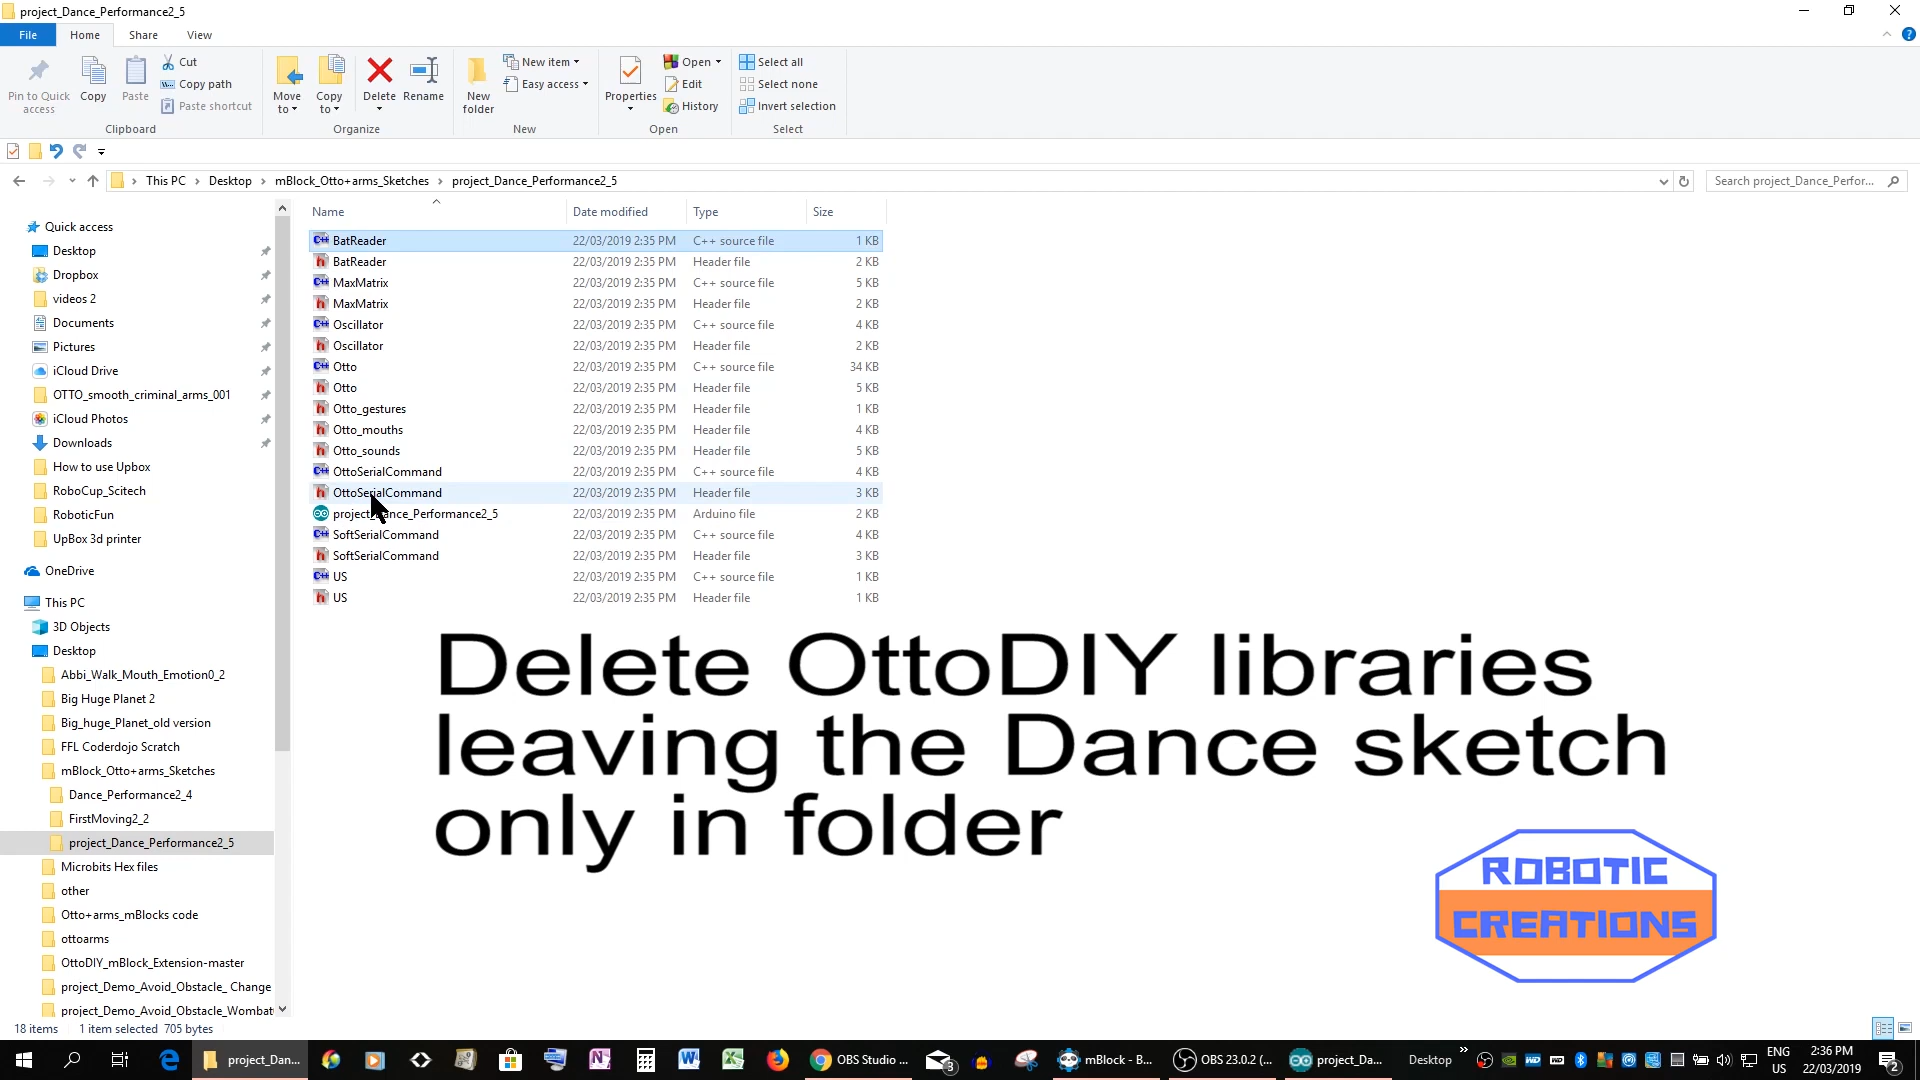 project_Dance_Performance2_5
File Home Share View
Pin to Quick access
Copy
Paste
Cut
Copy path
Paste shortcut
Clipboard
Move to
Copy to
Delete
Rename
Organize
New folder
New item
Easy access
New
Properties
Open
Edit
History
Open
Select all
Select none
Invert selection
Select
This PC > Desktop > mBlock_Otto+arms_Sketches > project_Dance_Performance2_5
Search project_Dance_Perfor...
Quick access
Desktop
Dropbox
videos 2
Documents
Pictures
iCloud Drive
OTTO_smooth_criminal_arms_001
iCloud Photos
Downloads
How to use Upbox
RoboCup_Scitech
RoboticFun
UpBox 3d printer
OneDrive
This PC
3D Objects
Desktop
Abbi_Walk_Mouth_Emotion0_2
Big Huge Planet 2
Big_huge_Planet_old version
FFL Coderdojo Scratch
mBlock_Otto+arms_Sketches
Dance_Performance2_4
FirstMoving2_2
project_Dance_Performance2_5
Microbits Hex files
other
Otto+arms_mBlocks code
ottoarms
OttoDIY_mBlock_Extension-master
project_Demo_Avoid_Obstacle_ Change
project_Demo_Avoid_Obstacle_Wombat
Name Date modified Type Size
BatReader 22/03/2019 2:35 PM C++ source file 1 KB
BatReader 22/03/2019 2:35 PM Header file 2 KB
MaxMatrix 22/03/2019 2:35 PM C++ source file 5 KB
MaxMatrix 22/03/2019 2:35 PM Header file 2 KB
Oscillator 22/03/2019 2:35 PM C++ source file 4 KB
Oscillator 22/03/2019 2:35 PM Header file 2 KB
Otto 22/03/2019 2:35 PM C++ source file 34 KB
Otto 22/03/2019 2:35 PM Header file 5 KB
Otto_gestures 22/03/2019 2:35 PM Header file 1 KB
Otto_mouths 22/03/2019 2:35 PM Header file 4 KB
Otto_sounds 22/03/2019 2:35 PM Header file 5 KB
OttoSerialCommand 22/03/2019 2:35 PM C++ source file 4 KB
OttoSerialCommand 22/03/2019 2:35 PM Header file 3 KB
project_Dance_Performance2_5 22/03/2019 2:35 PM Arduino file 2 KB
SoftSerialCommand 22/03/2019 2:35 PM C++ source file 4 KB
SoftSerialCommand 22/03/2019 2:35 PM Header file 3 KB
US 22/03/2019 2:35 PM C++ source file 1 KB
US 22/03/2019 2:35 PM Header file 1 KB
Delete OttoDIY libraries
leaving the Dance sketch
only in folder
ROBOTIC
CREATIONS
18 items 1 item selected 705 bytes
project_Dan... OBS Studio ... 3 mBlock - B... OBS 23.0.2 (... project_Da... Desktop ENG US 2:36 PM 22/03/2019 2